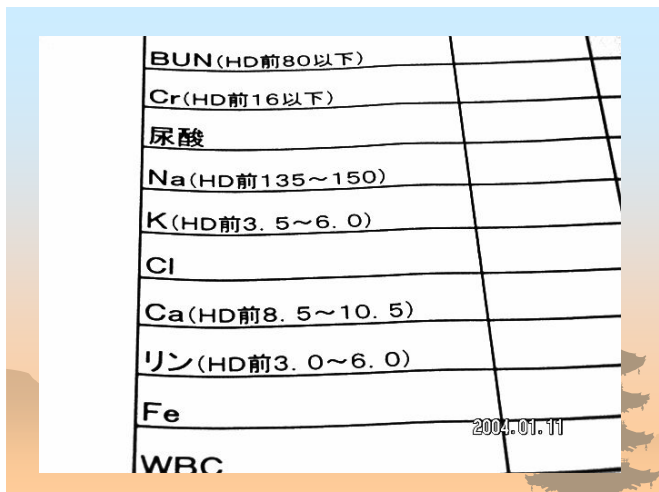 BUN(HD前80以下)
Cr(HD前16以下)
尿酸
Na(HD前135～150)
K(HD前3.5～6.0)
Cl
Ca(HD前8.5～10.5)
リン(HD前3.0～6.0)
Fe
2004.01.11
WBC